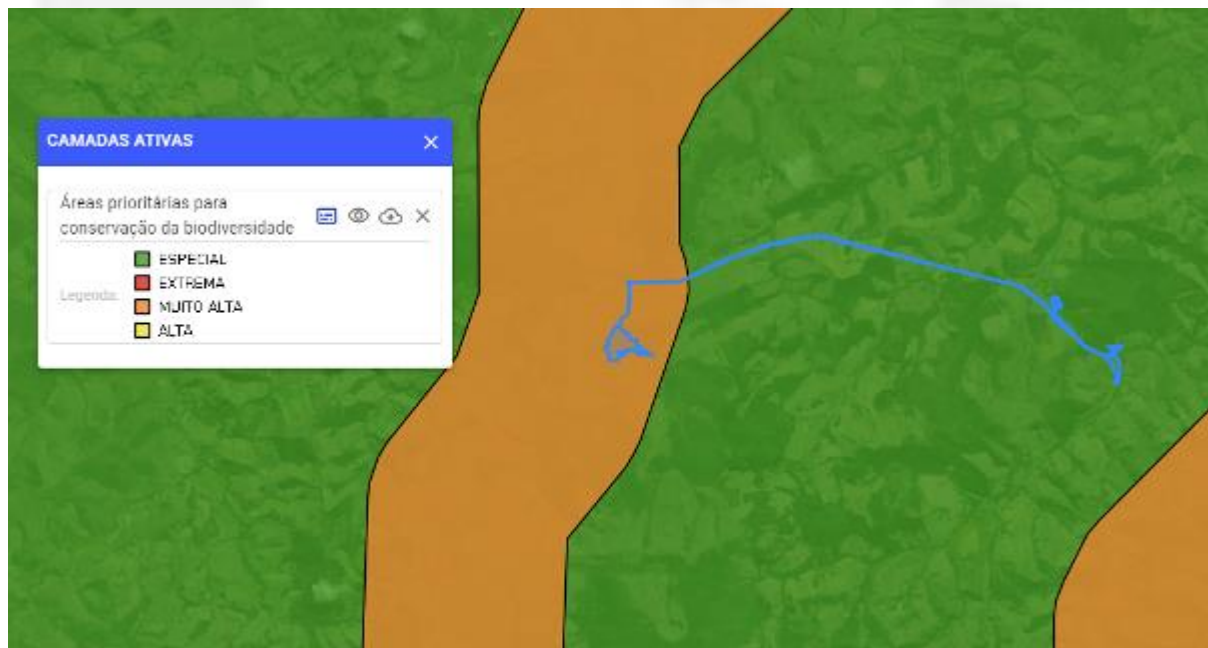 CAMADAS ATIVAS
Áreas prioritárias para
conservação da biodiversidade
Legenda:
ESPECIAL
EXTREMA
MUITO ALTA
ALTA